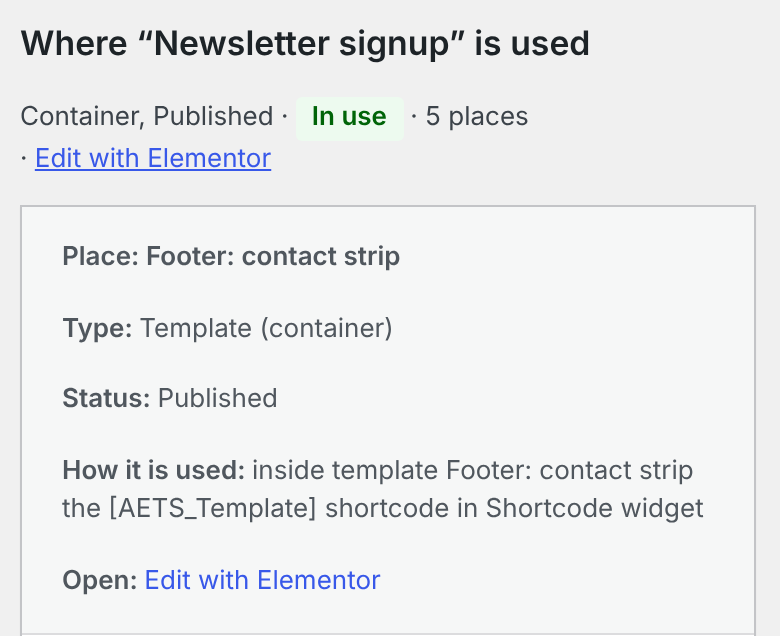 Where “Newsletter signup” is used
Container, Published · In use · 5 places
· Edit with Elementor
Place: Footer: contact strip
Type: Template (container)
Status: Published
How it is used: inside template Footer: contact strip
the [AETS_Template] shortcode in Shortcode widget
Open: Edit with Elementor